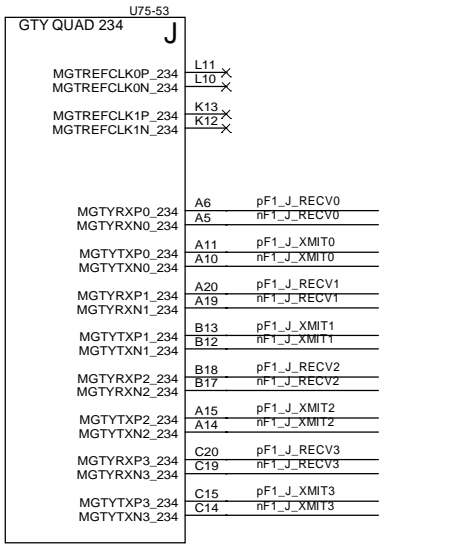 U75-53
GTY QUAD 234
J
MGTREFCLK0P_234 L11
MGTREFCLK0N_234 L10
MGTREFCLK1P_234 K13
MGTREFCLK1N_234 K12
MGTYRXP0_234 A6 pF1_J_RECV0
MGTYRXN0_234 A5 nF1_J_RECV0
MGTYTXP0_234 A11 pF1_J_XMIT0
MGTYTXN0_234 A10 nF1_J_XMIT0
MGTYRXP1_234 A20 pF1_J_RECV1
MGTYRXN1_234 A19 nF1_J_RECV1
MGTYTXP1_234 B13 pF1_J_XMIT1
MGTYTXN1_234 B12 nF1_J_XMIT1
MGTYRXP2_234 B18 pF1_J_RECV2
MGTYRXN2_234 B17 nF1_J_RECV2
MGTYTXP2_234 A15 pF1_J_XMIT2
MGTYTXN2_234 A14 nF1_J_XMIT2
MGTYRXP3_234 C20 pF1_J_RECV3
MGTYRXN3_234 C19 nF1_J_RECV3
MGTYTXP3_234 C15 pF1_J_XMIT3
MGTYTXN3_234 C14 nF1_J_XMIT3